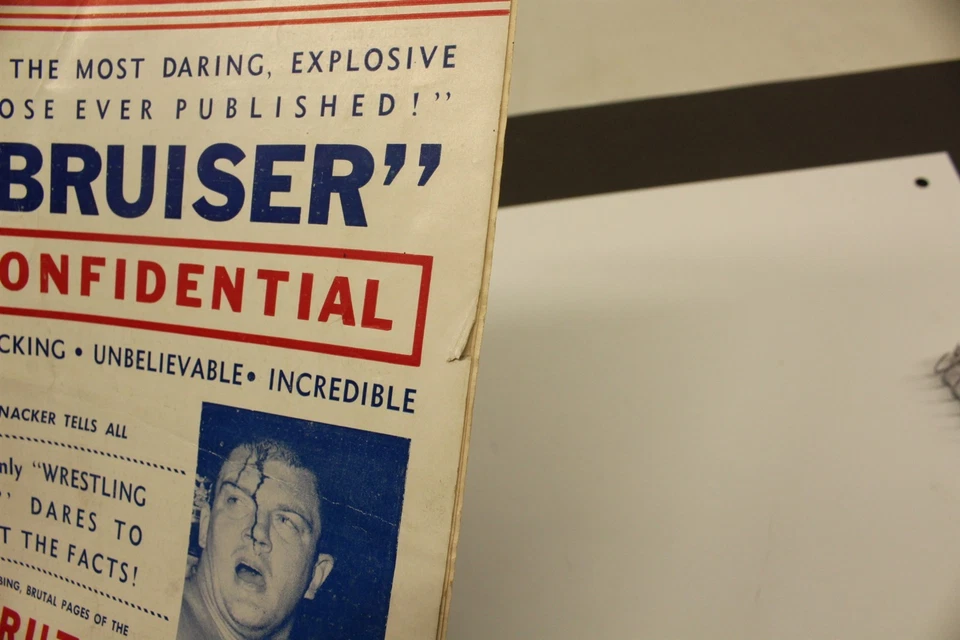 THE MOST DARING, EXPLOSIVE
OSE EVER PUBLISHED!"
BRUISER"
ONFIDENTIAL
CKING • UNBELIEVABLE • INCREDIBLE
NACKER TELLS ALL
nly "WRESTLING
" DARES TO
T THE FACTS!
BING, BRUTAL PAGES OF THE